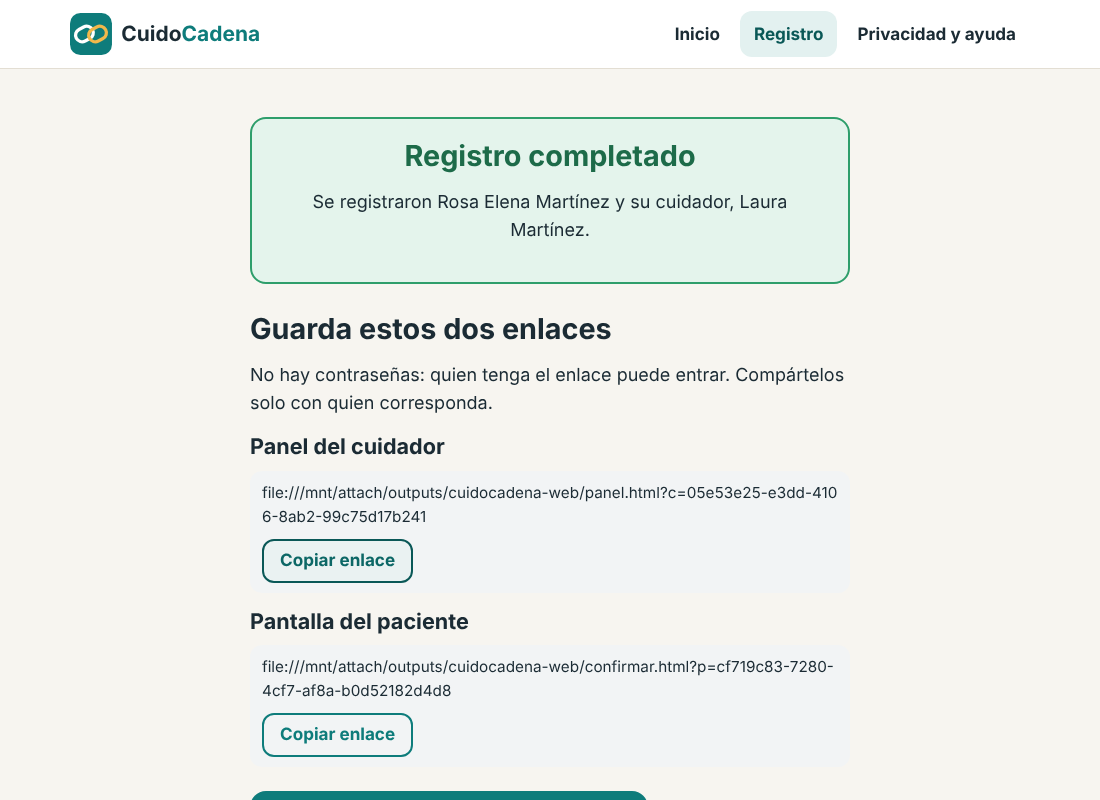 CuidoCadena
Inicio
Registro
Privacidad y ayuda
Registro completado
Se registraron Rosa Elena Martínez y su cuidador, Laura
Martínez.
Guarda estos dos enlaces
No hay contraseñas: quien tenga el enlace puede entrar. Compártelos
solo con quien corresponda.
Panel del cuidador
file:///mnt/attach/outputs/cuidocadena-web/panel.html?c=05e53e25-e3dd-410
6-8ab2-99c75d17b241
Copiar enlace
Pantalla del paciente
file:///mnt/attach/outputs/cuidocadena-web/confirmar.html?p=cf719c83-7280-
4cf7-af8a-b0d52182d4d8
Copiar enlace